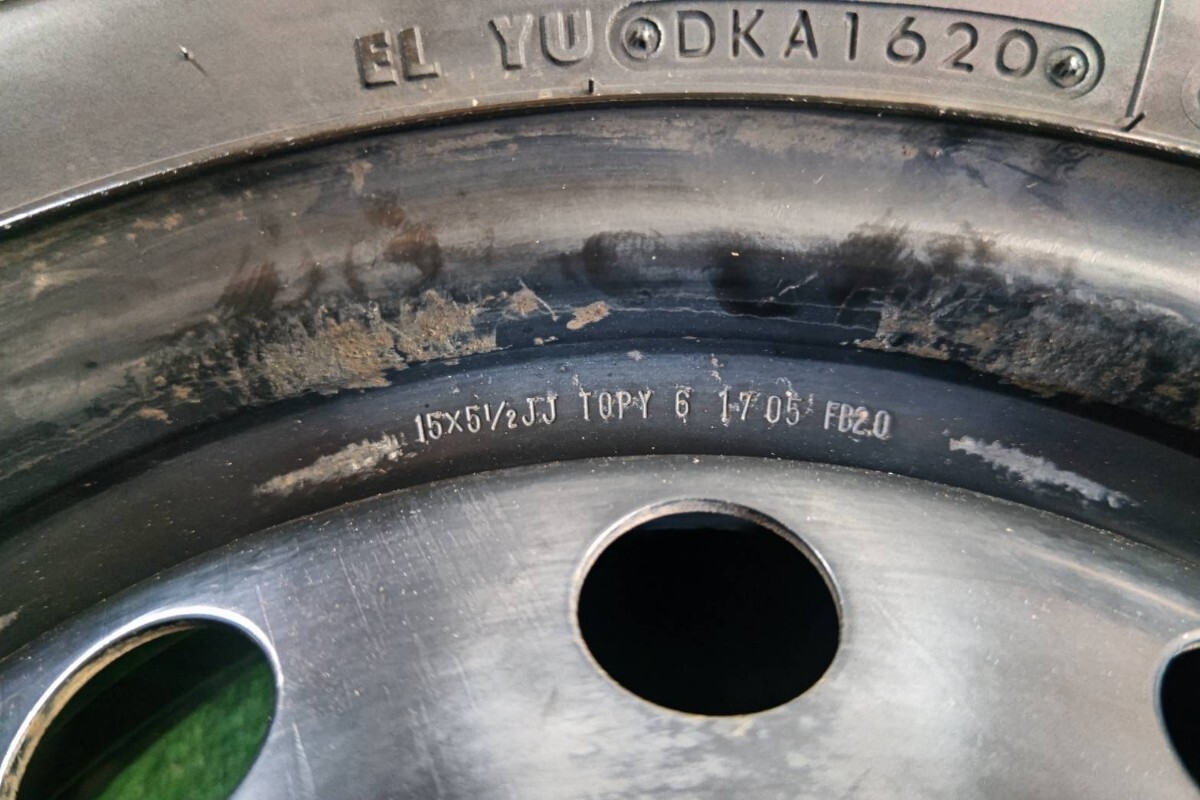 EL YU DKA1620
15X5½JJ TOPY 6 17 05 FB2.0